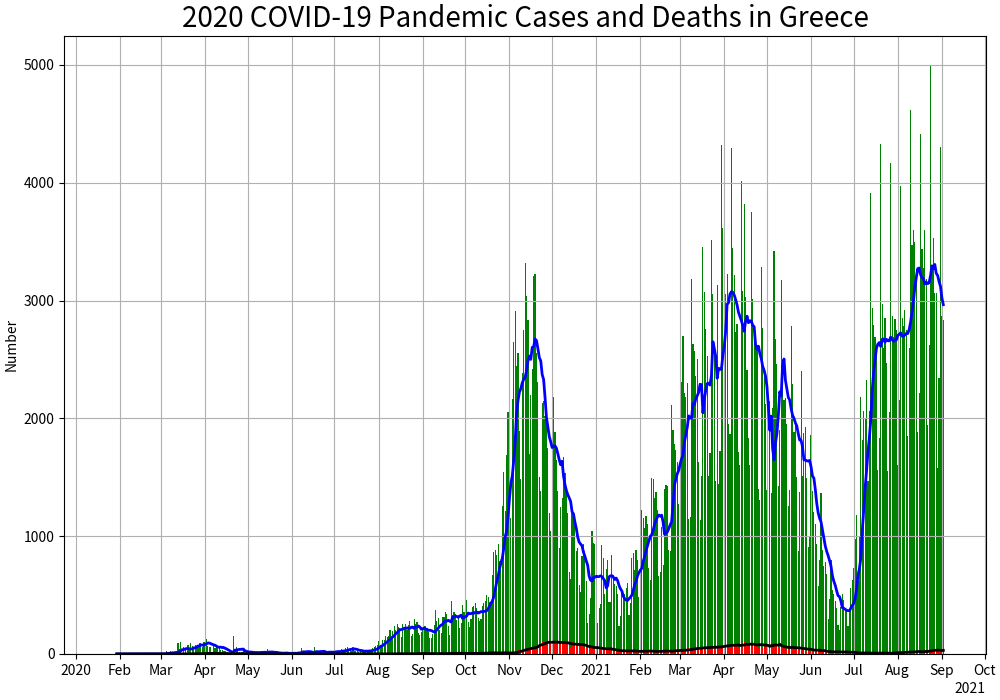 2020 COVID-19 Pandemic Cases and Deaths in Greece
5000
4000
3000
2000
1000
0
Number
2020 Feb Mar Apr May Jun Jul Aug Sep Oct Nov Dec 2021 Feb Mar Apr May Jun Jul Aug Sep Oct
2021